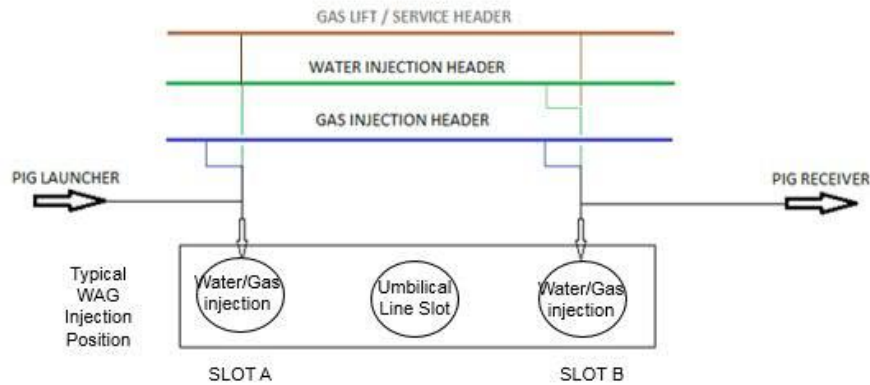 GAS LIFT / SERVICE HEADER
WATER INJECTION HEADER
GAS INJECTION HEADER
PIG LAUNCHER
PIG RECEIVER
Typical
WAG
Injection
Position
Water/Gas
injection
Umbilical
Line Slot
Water/Gas
injection
SLOT A
SLOT B